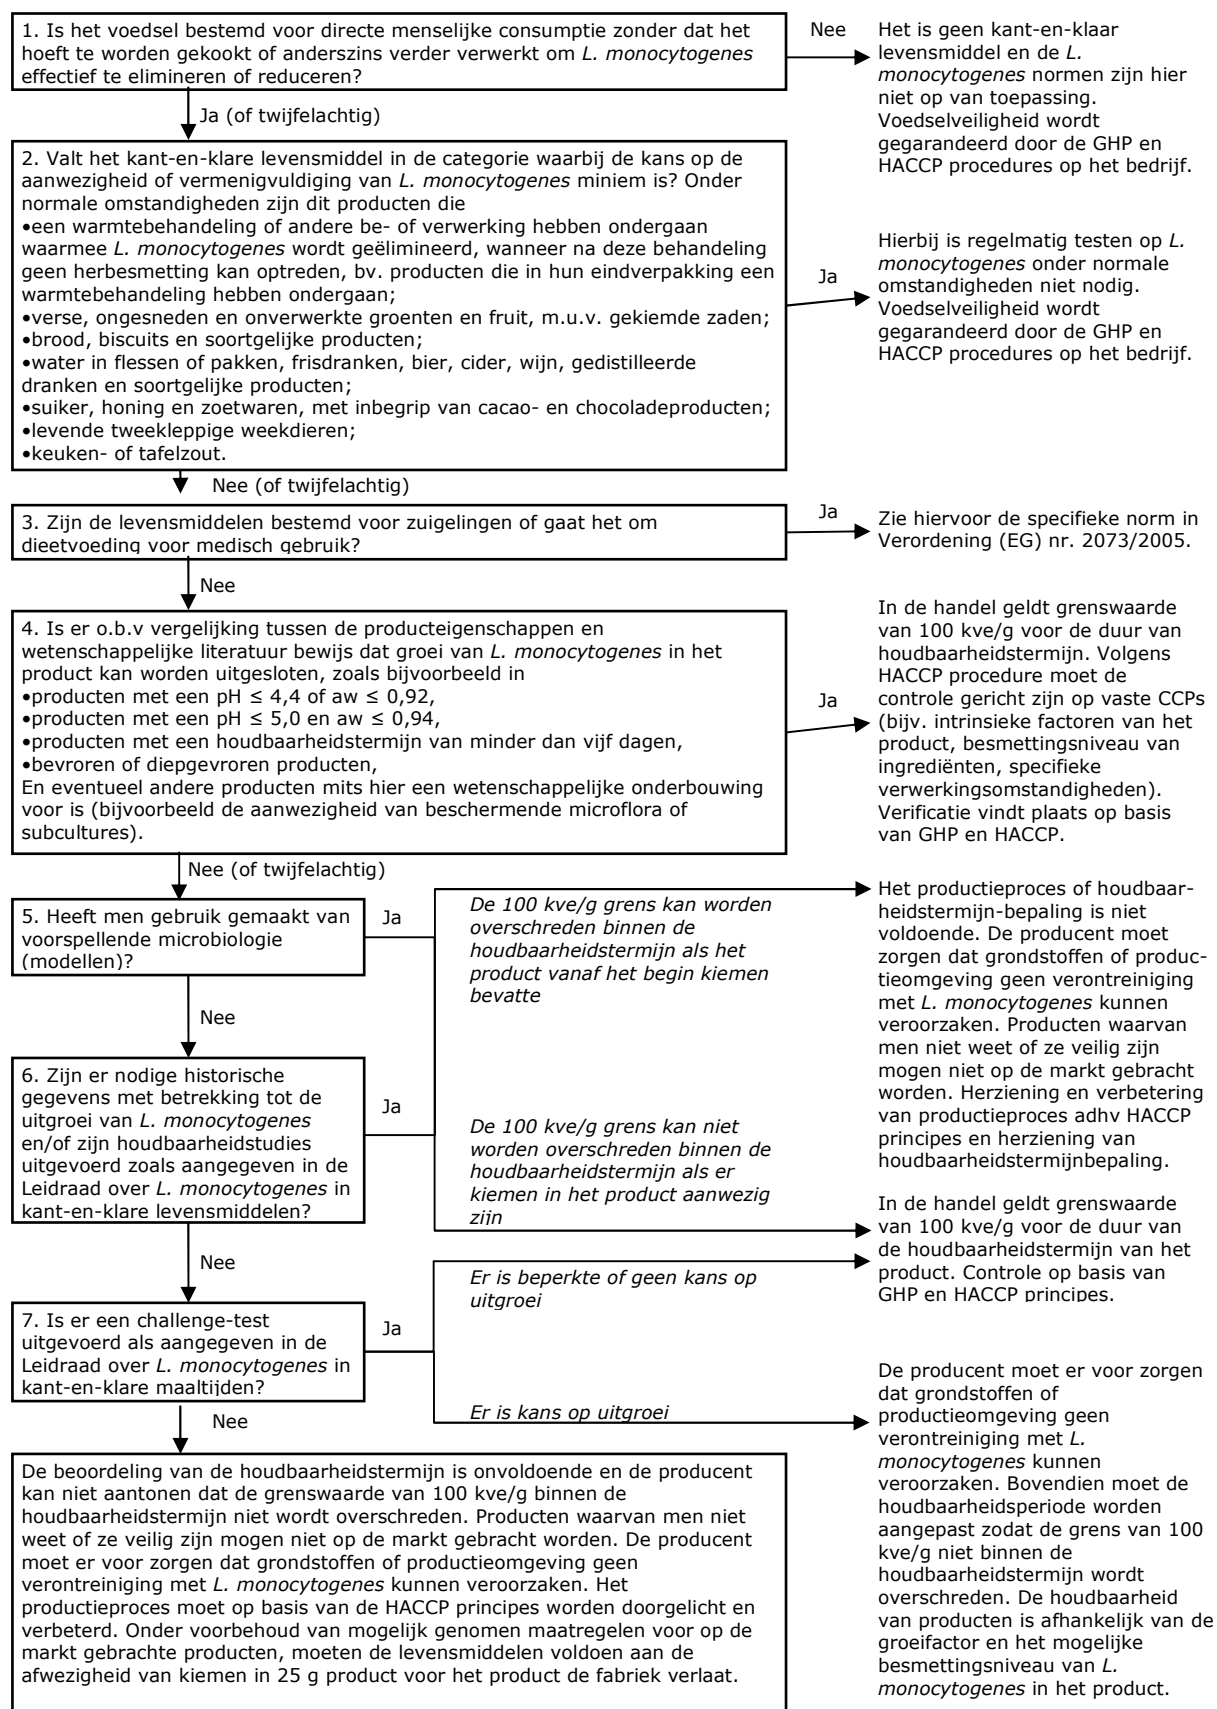 1. Is het voedsel bestemd voor directe menselijke consumptie zonder dat het
hoeft te worden gekookt of anderszins verder verwerkt om L. monocytogenes
effectief te elimineren of reduceren?
Nee
Het is geen kant-en-klaar
levensmiddel en de L.
monocytogenes normen zijn hier
niet op van toepassing.
Voedselveiligheid wordt
gegarandeerd door de GHP en
HACCP procedures op het bedrijf.
Ja (of twijfelachtig)
2. Valt het kant-en-klare levensmiddel in de categorie waarbij de kans op de
aanwezigheid of vermenigvuldiging van L. monocytogenes miniem is? Onder
normale omstandigheden zijn dit producten die
•een warmtebehandeling of andere be- of verwerking hebben ondergaan
waarmee L. monocytogenes wordt geëlimineerd, wanneer na deze behandeling
geen herbesmetting kan optreden, bv. producten die in hun eindverpakking een
warmtebehandeling hebben ondergaan;
•verse, ongesneden en onverwerkte groenten en fruit, m.u.v. gekiemde zaden;
•brood, biscuits en soortgelijke producten;
•water in flessen of pakken, frisdranken, bier, cider, wijn, gedistilleerde
dranken en soortgelijke producten;
•suiker, honing en zoetwaren, met inbegrip van cacao- en chocoladeproducten;
•levende tweekleppige weekdieren;
•keuken- of tafelzout.
Ja
Hierbij is regelmatig testen op L.
monocytogenes onder normale
omstandigheden niet nodig.
Voedselveiligheid wordt
gegarandeerd door de GHP en
HACCP procedures op het bedrijf.
Nee (of twijfelachtig)
3. Zijn de levensmiddelen bestemd voor zuigelingen of gaat het om
dieetvoeding voor medisch gebruik?
Ja
Zie hiervoor de specifieke norm in
Verordening (EG) nr. 2073/2005.
Nee
4. Is er o.b.v vergelijking tussen de producteigenschappen en
wetenschappelijke literatuur bewijs dat groei van L. monocytogenes in het
product kan worden uitgesloten, zoals bijvoorbeeld in
•producten met een pH ≤ 4,4 of aw ≤ 0,92,
•producten met een pH ≤ 5,0 en aw ≤ 0,94,
•producten met een houdbaarheidstermijn van minder dan vijf dagen,
•bevroren of diepgevroren producten,
En eventueel andere producten mits hier een wetenschappelijke onderbouwing
voor is (bijvoorbeeld de aanwezigheid van beschermende microflora of
subcultures).
Ja
In de handel geldt grenswaarde
van 100 kve/g voor de duur van
houdbaarheidstermijn. Volgens
HACCP procedure moet de
controle gericht zijn op vaste CCPs
(bijv. intrinsieke factoren van het
product, besmettingsniveau van
ingrediënten, specifieke
verwerkingsomstandigheden).
Verificatie vindt plaats op basis
van GHP en HACCP.
Nee (of twijfelachtig)
5. Heeft men gebruik gemaakt van
voorspellende microbiologie
(modellen)?
Ja
De 100 kve/g grens kan worden
overschreden binnen de
houdbaarheidstermijn als het
product vanaf het begin kiemen
bevatte
Het productieproces of houdbaar-
heidstermijn-bepaling is niet
voldoende. De producent moet
zorgen dat grondstoffen of produc-
tieomgeving geen verontreiniging
met L. monocytogenes kunnen
veroorzaken. Producten waarvan
men niet weet of ze veilig zijn
mogen niet op de markt gebracht
worden. Herziening en verbetering
van productieproces adhv HACCP
principes en herziening van
houdbaarheidstermijnbepaling.
Nee
6. Zijn er nodige historische
gegevens met betrekking tot de
uitgroei van L. monocytogenes
en/of zijn houdbaarheidstudies
uitgevoerd zoals aangegeven in de
Leidraad over L. monocytogenes in
kant-en-klare levensmiddelen?
Ja
De 100 kve/g grens kan niet
worden overschreden binnen de
houdbaarheidstermijn als er
kiemen in het product aanwezig
zijn
In de handel geldt grenswaarde
van 100 kve/g voor de duur van
de houdbaarheidstermijn van het
product. Controle op basis van
GHP en HACCP principes.
Nee
Er is beperkte of geen kans op
uitgroei
7. Is er een challenge-test
uitgevoerd als aangegeven in de
Leidraad over L. monocytogenes in
kant-en-klare maaltijden?
Ja
Er is kans op uitgroei
De producent moet er voor zorgen
dat grondstoffen of
productieomgeving geen
verontreiniging met L.
monocytogenes kunnen
veroorzaken. Bovendien moet de
houdbaarheidsperiode worden
aangepast zodat de grens van 100
kve/g niet binnen de
houdbaarheidstermijn wordt
overschreden. De houdbaarheid
van producten is afhankelijk van de
groeifactor en het mogelijke
besmettingsniveau van L.
monocytogenes in het product.
Nee
De beoordeling van de houdbaarheidstermijn is onvoldoende en de producent
kan niet aantonen dat de grenswaarde van 100 kve/g binnen de
houdbaarheidstermijn niet wordt overschreden. Producten waarvan men niet
weet of ze veilig zijn mogen niet op de markt gebracht worden. De producent
moet er voor zorgen dat grondstoffen of productieomgeving geen
verontreiniging met L. monocytogenes kunnen veroorzaken. Het
productieproces moet op basis van de HACCP principes worden doorgelicht en
verbeterd. Onder voorbehoud van mogelijk genomen maatregelen voor op de
markt gebrachte producten, moeten de levensmiddelen voldoen aan de
afwezigheid van kiemen in 25 g product voor het product de fabriek verlaat.